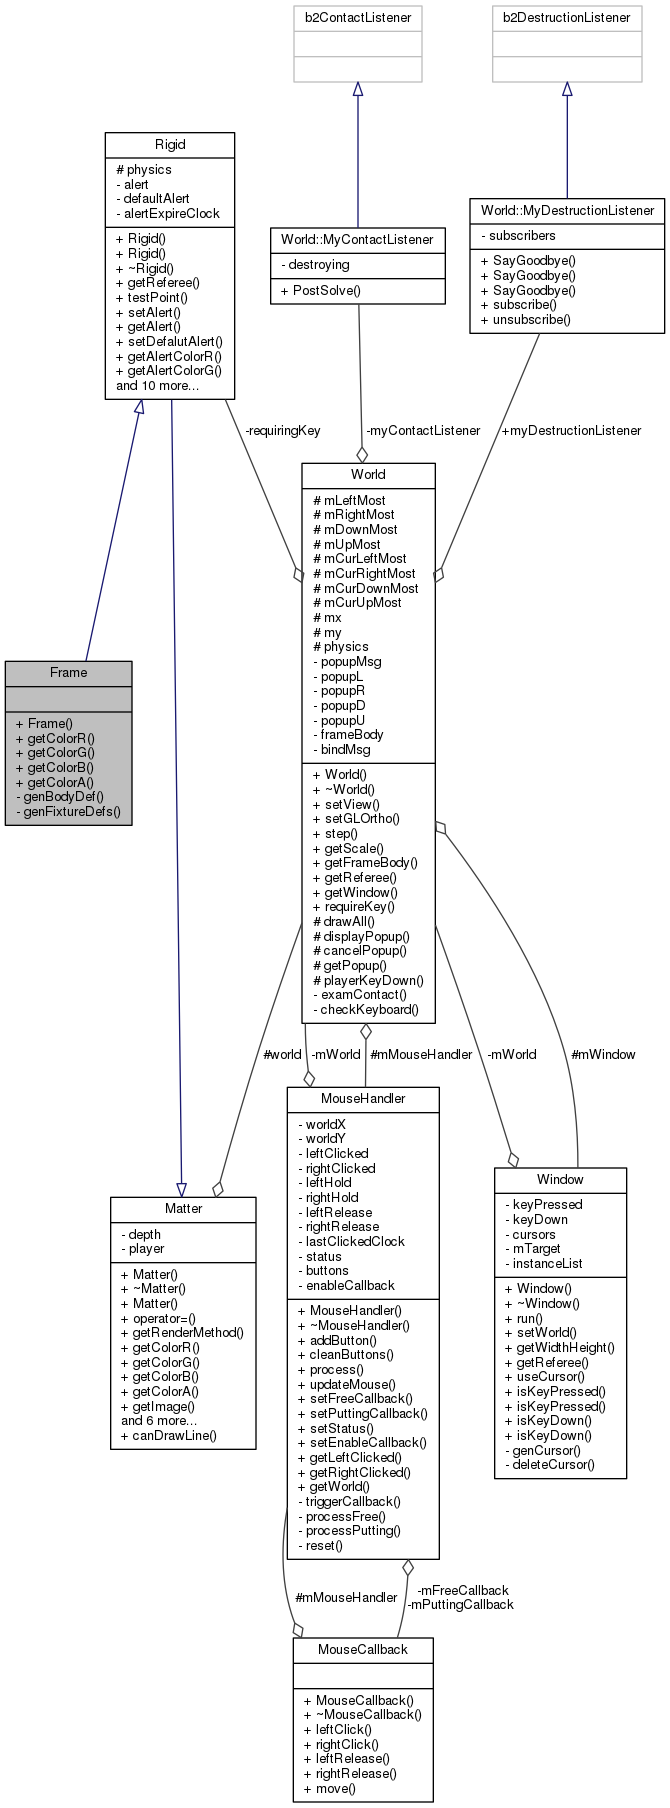 b2ContactListener
b2DestructionListener
Rigid
# physics
- alert
- defaultAlert
- alertExpireClock
+ Rigid()
+ Rigid()
+ ~Rigid()
+ getReferee()
+ testPoint()
+ setAlert()
+ getAlert()
+ setDefalutAlert()
+ getAlertColorR()
+ getAlertColorG()
and 10 more...
World::MyContactListener
- destroying
+ PostSolve()
World::MyDestructionListener
- subscribers
+ SayGoodbye()
+ SayGoodbye()
+ SayGoodbye()
+ subscribe()
+ unsubscribe()
-requiringKey
-myContactListener
+myDestructionListener
World
# mLeftMost
# mRightMost
# mDownMost
# mUpMost
# mCurLeftMost
# mCurRightMost
# mCurDownMost
# mCurUpMost
# mx
# my
# physics
- popupMsg
- popupL
- popupR
- popupD
- popupU
- frameBody
- bindMsg
+ World()
+ ~World()
+ setView()
+ setGLOrtho()
+ step()
+ getScale()
+ getFrameBody()
+ getReferee()
+ getWindow()
+ requireKey()
# drawAll()
# displayPopup()
# cancelPopup()
# getPopup()
# playerKeyDown()
- examContact()
- checkKeyboard()
Frame
+ Frame()
+ getColorR()
+ getColorG()
+ getColorB()
+ getColorA()
- genBodyDef()
- genFixtureDefs()
#world
-mWorld
#mMouseHandler
-mWorld
#mWindow
MouseHandler
- worldX
- worldY
- leftClicked
- rightClicked
- leftHold
- rightHold
- leftRelease
- rightRelease
- lastClickedClock
- status
- buttons
- enableCallback
+ MouseHandler()
+ ~MouseHandler()
+ addButton()
+ cleanButtons()
+ process()
+ updateMouse()
+ setFreeCallback()
+ setPuttingCallback()
+ setStatus()
+ setEnableCallback()
+ getLeftClicked()
+ getRightClicked()
+ getWorld()
- triggerCallback()
- processFree()
- processPutting()
- reset()
Window
- keyPressed
- keyDown
- cursors
- mTarget
- instanceList
+ Window()
+ ~Window()
+ run()
+ setWorld()
+ getWidthHeight()
+ getReferee()
+ useCursor()
+ isKeyPressed()
+ isKeyPressed()
+ isKeyDown()
+ isKeyDown()
- genCursor()
- deleteCursor()
Matter
- depth
- player
+ Matter()
+ ~Matter()
+ Matter()
+ operator=()
+ getRenderMethod()
+ getColorR()
+ getColorG()
+ getColorB()
+ getColorA()
+ getImage()
and 6 more...
+ canDrawLine()
#mMouseHandler
-mFreeCallback
-mPuttingCallback
MouseCallback
+ MouseCallback()
+ ~MouseCallback()
+ leftClick()
+ rightClick()
+ leftRelease()
+ rightRelease()
+ move()